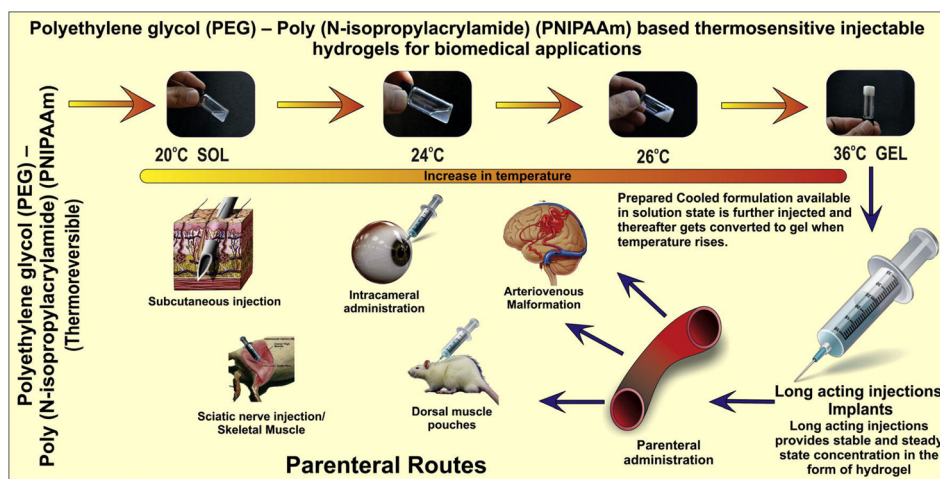 Polyethylene glycol (PEG) – Poly (N-isopropylacrylamide) (PNIPAAm) based thermosensitive injectable
hydrogels for biomedical applications
Polyethylene glycol (PEG) –
Poly (N-isopropylacrylamide) (PNIPAAm)
(Thermoreversible)
20°C SOL
24°C
26°C
36°C GEL
Increase in temperature
Prepared Cooled formulation available
in solution state is further injected and
thereafter gets converted to gel when
temperature rises.
Subcutaneous injection
Intracameral
administration
Arteriovenous
Malformation
Sciatic nerve injection/
Skeletal Muscle
Dorsal muscle
pouches
Parenteral
administration
Long acting injections
Implants
Long acting injections
provides stable and steady
state concentration in the
form of hydrogel
Parenteral Routes